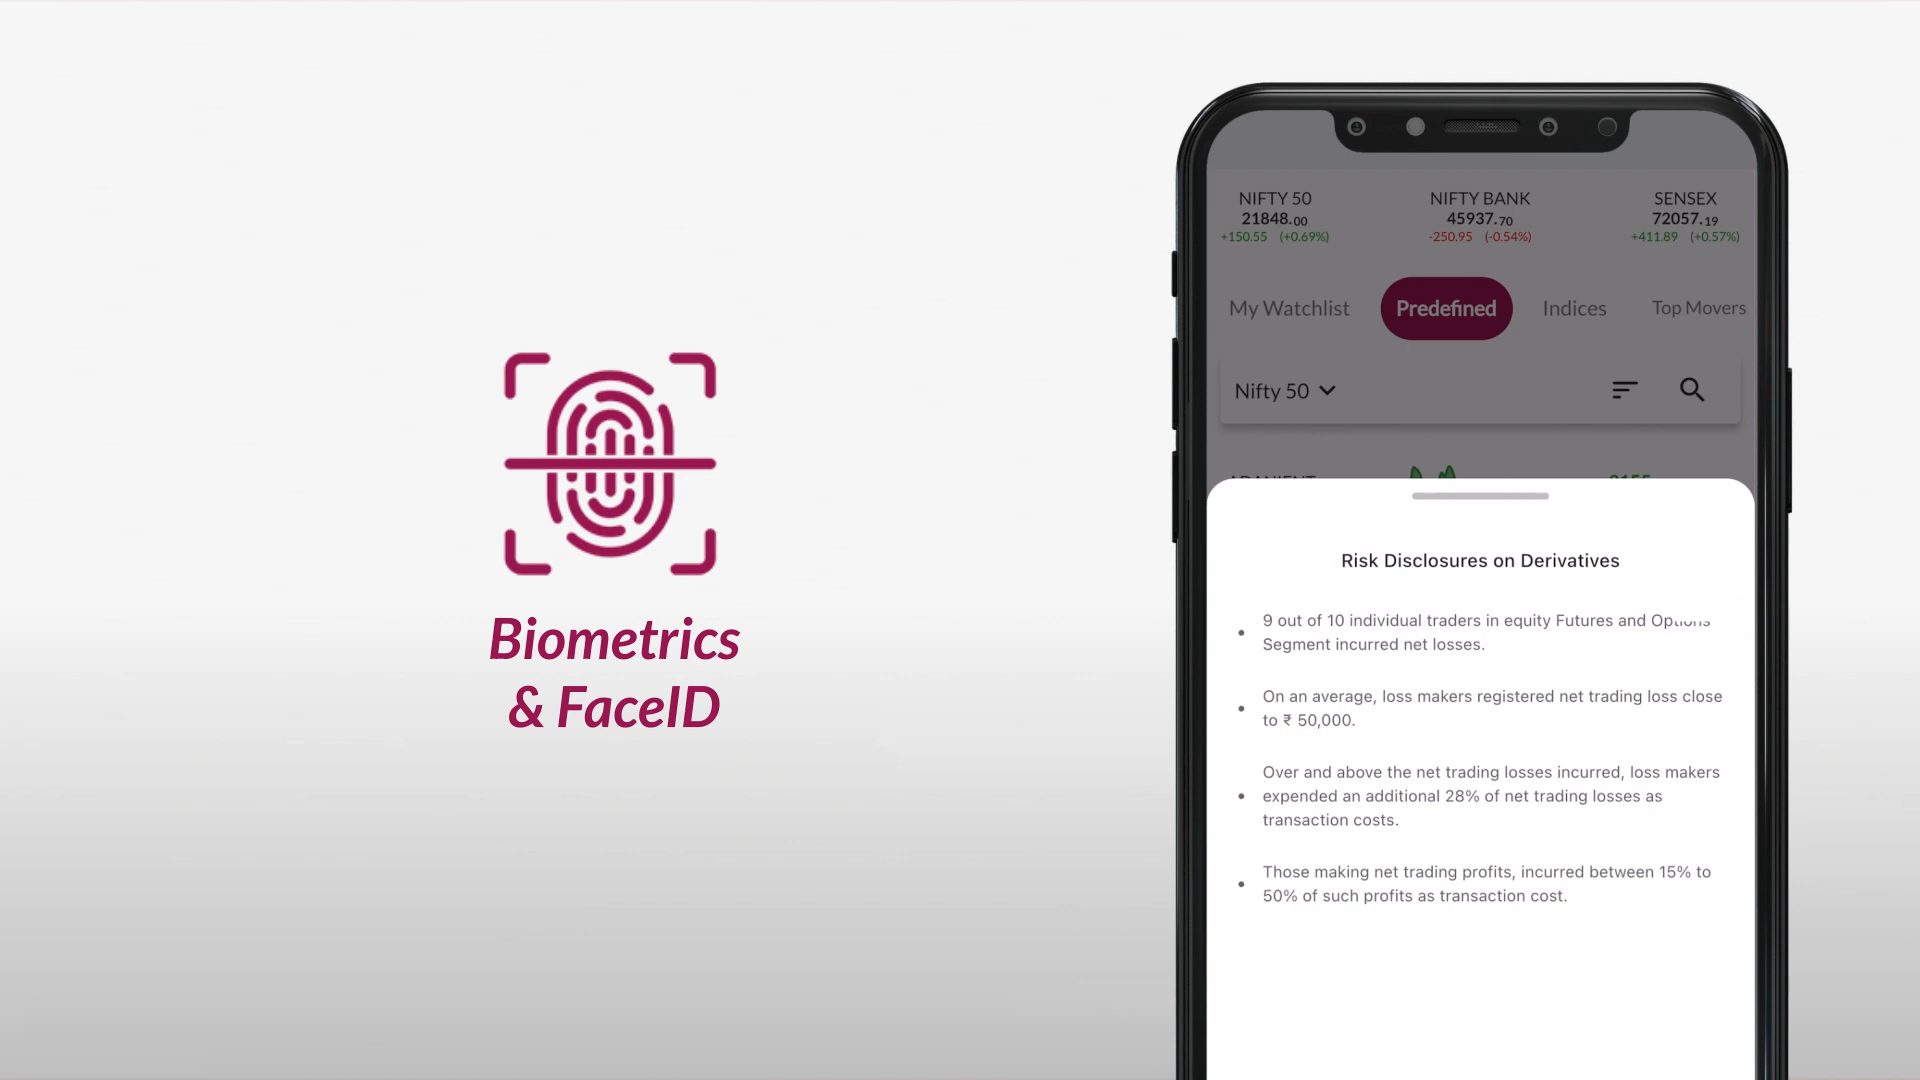 Biometrics
& FaceID
NIFTY 50
21848.00
+150.55 (+0.69%)
NIFTY BANK
45937.70
-250.95 (-0.54%)
SENSEX
72057.19
+411.89 (+0.57%)
My Watchlist
Predefined
Indices
Top Movers
Nifty 50
Risk Disclosures on Derivatives
• 9 out of 10 individual traders in equity Futures and Options
Segment incurred net losses.
• On an average, loss makers registered net trading loss close
to ₹ 50,000.
• Over and above the net trading losses incurred, loss makers
expended an additional 28% of net trading losses as
transaction costs.
• Those making net trading profits, incurred between 15% to
50% of such profits as transaction cost.